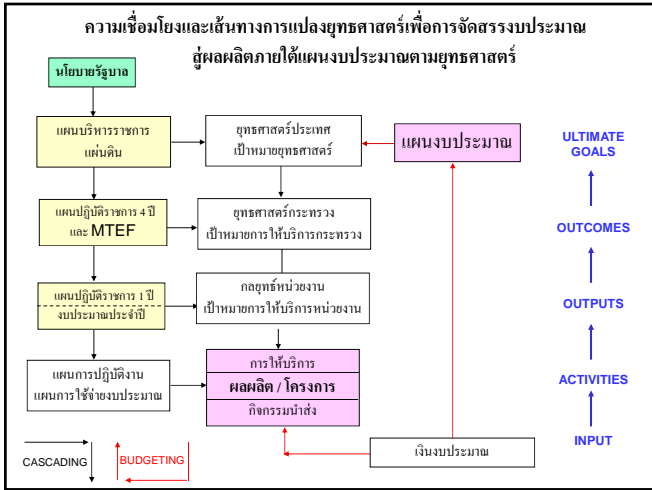 ความเชื่อมโยงและเส้นทางการแปลงยุทธศาสตร์เพื่อการจัดสรรงบประมาณ
สู่ผลผลิตภายใต้แผนงบประมาณตามยุทธศาสตร์
นโยบายรัฐบาล
แผนบริหารราชการ
แผ่นดิน
ยุทธศาสตร์ประเทศ
เป้าหมายยุทธศาสตร์
แผนงบประมาณ
ULTIMATE
GOALS
แผนปฏิบัติราชการ 4 ปี
และ MTEF
ยุทธศาสตร์กระทรวง
เป้าหมายการให้บริการกระทรวง
OUTCOMES
แผนปฏิบัติราชการ 1 ปี
งบประมาณประจำปี
กลยุทธ์หน่วยงาน
เป้าหมายการให้บริการหน่วยงาน
OUTPUTS
แผนการปฏิบัติงาน
แผนการใช้จ่ายงบประมาณ
การให้บริการ
ผลผลิต / โครงการ
กิจกรรมนำส่ง
ACTIVITIES
เงินงบประมาณ
INPUT
CASCADING
BUDGETING